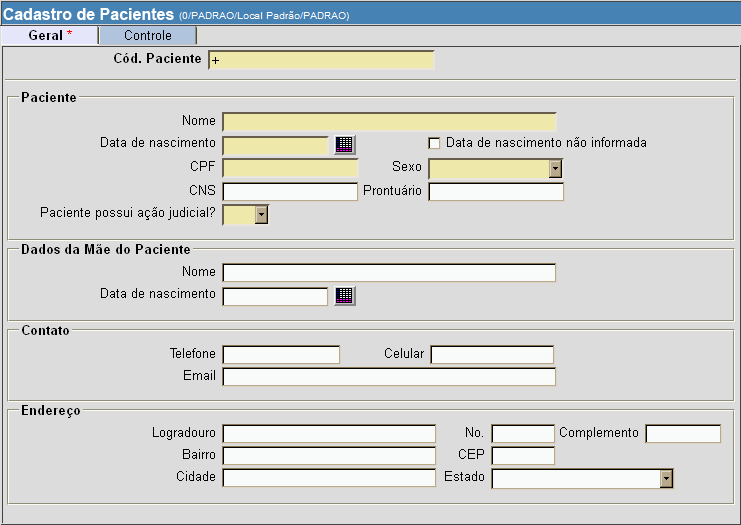 Cadastro de Pacientes (0/PADRAO/Local Padrão/PADRAO)
Geral * Controle
Cód. Paciente +
Paciente
Nome
Data de nascimento Data de nascimento não informada
CPF Sexo
CNS Prontuário
Paciente possui ação judicial?
Dados da Mãe do Paciente
Nome
Data de nascimento
Contato
Telefone Celular
Email
Endereço
Logradouro No. Complemento
Bairro CEP
Cidade Estado